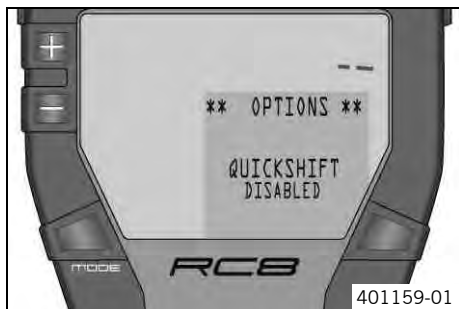 +
--
** OPTIONS **
-
QUICKSHIFT
DISABLED
MODE
RC8
401159-01